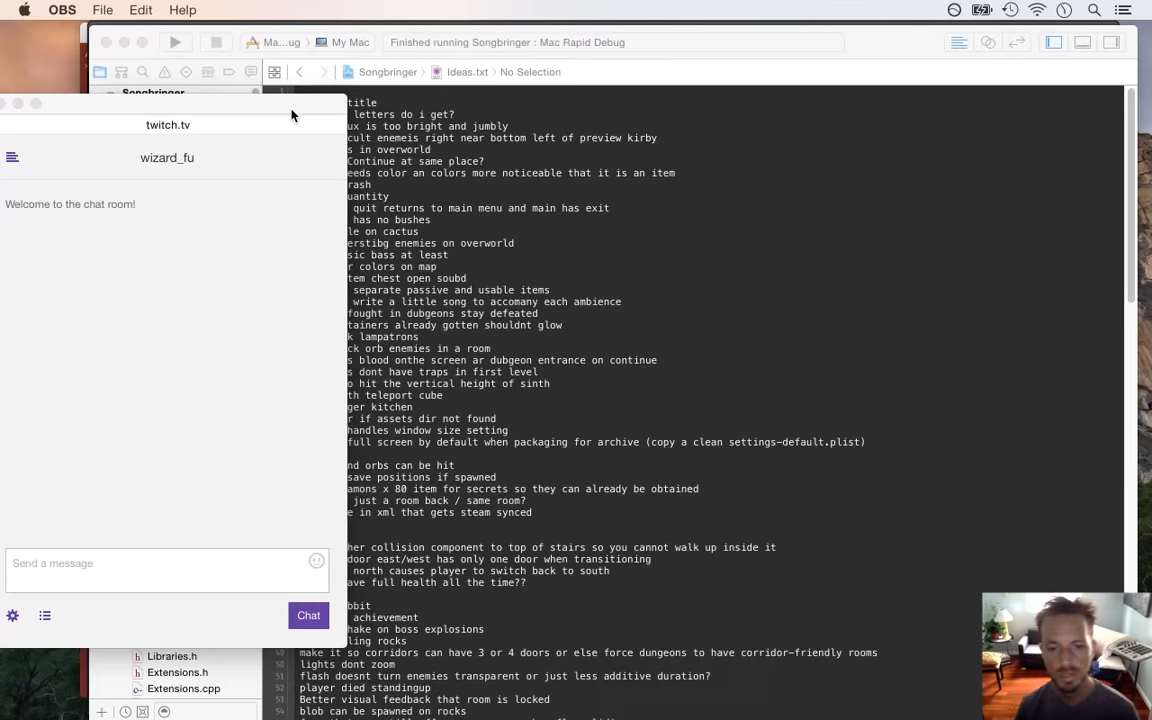 OBS File Edit Help
Ma...ug My Mac Finished running Songbringer : Mac Rapid Debug
Songbringer Ideas.txt No Selection
Songbringer
twitch.tv
wizard_fu
Welcome to the chat room!
Send a message
Chat
Libraries.h
Extensions.h
Extensions.cpp
title
letters do i get?
ux is too bright and jumbly
cult enemeis right near bottom left of preview kirby
s in overworld
Continue at same place?
eeds color an colors more noticeable that it is an item
rash
uantity
quit returns to main menu and main has exit
has no bushes
le on cactus
erstibg enemies on overworld
sic bass at least
r colors on map
tem chest open soubd
separate passive and usable items
write a little song to accomany each ambience
fought in dubgeons stay defeated
tainers already gotten shouldnt glow
k lampatrons
ck orb enemies in a room
s blood onthe screen ar dubgeon entrance on continue
s dont have traps in first level
o hit the vertical height of sinth
th teleport cube
ger kitchen
r if assets dir not found
handles window size setting
full screen by default when packaging for archive (copy a clean settings-default.plist)
nd orbs can be hit
save positions if spawned
amons x 80 item for secrets so they can already be obtained
just a room back / same room?
e in xml that gets steam synced
her collision component to top of stairs so you cannot walk up inside it
door east/west has only one door when transitioning
north causes player to switch back to south
ave full health all the time??
bbit
achievement
hake on boss explosions
ling rocks
49 make it so corridors can have 3 or 4 doors or else force dungeons to have corridor-friendly rooms
50 lights dont zoom
51 flash doesnt turn enemies transparent or just less additive duration?
52 player died standingup
53 Better visual feedback that room is locked
54 blob can be spawned on rocks